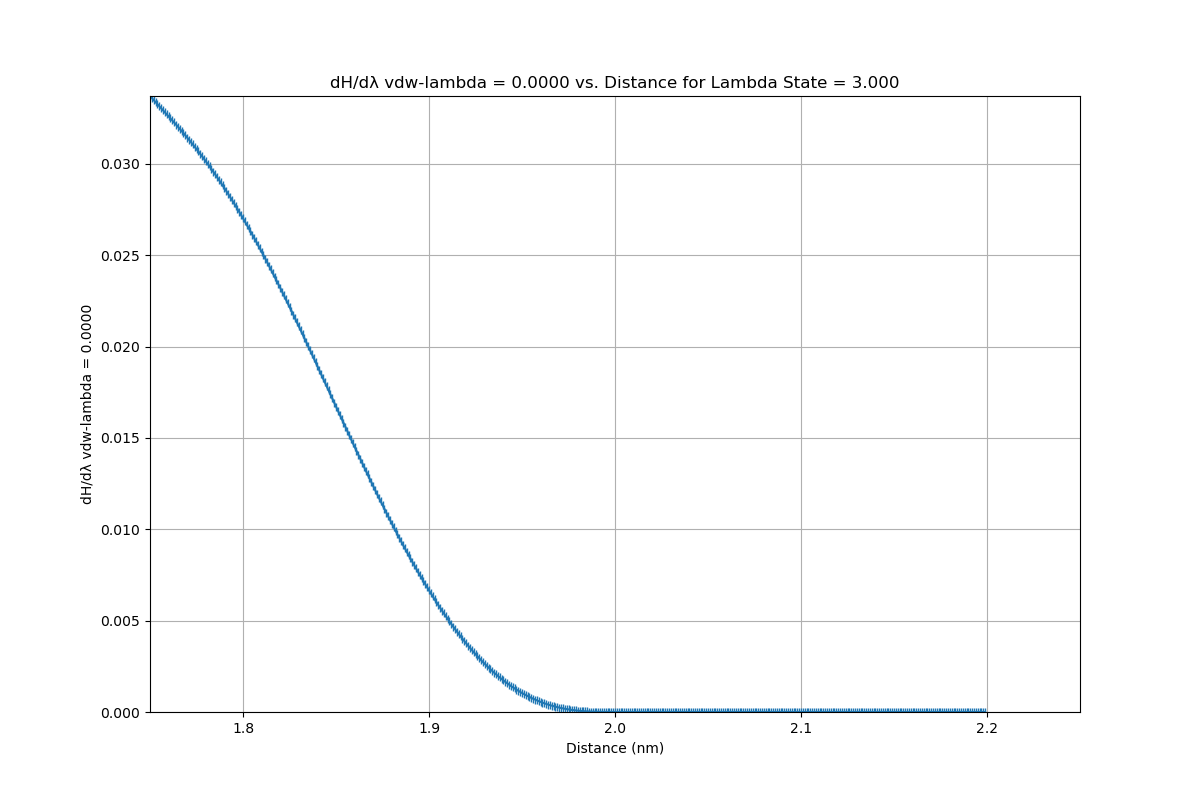 dH/dλ vdw-lambda = 0.0000 vs. Distance for Lambda State = 3.000
dH/dλ vdw-lambda = 0.0000
0.030
0.025
0.020
0.015
0.010
0.005
0.000
1.8 1.9 2.0 2.1 2.2
Distance (nm)